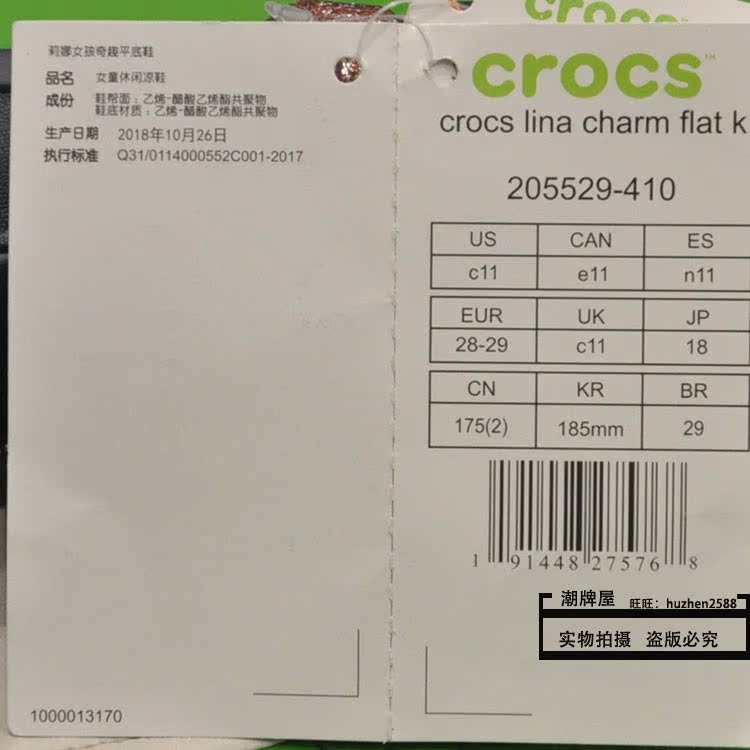 莉娜女孩奇趣平底鞋
品名 女童休闲凉鞋
成份 鞋帮面：乙烯-醋酸乙烯酯共聚物
鞋底材质：乙烯-醋酸乙烯酯共聚物
生产日期 2018年10月26日
执行标准 Q31/0114000552C001-2017
1000013170
crocs
crocs™
crocs lina charm flat k
205529-410
US CAN ES
c11 e11 n11
EUR UK JP
28-29 c11 18
CN KR BR
175(2) 185mm 29
1 91448 27576 8
潮牌屋 旺旺：huzhen2588
实物拍摄 盗版必究